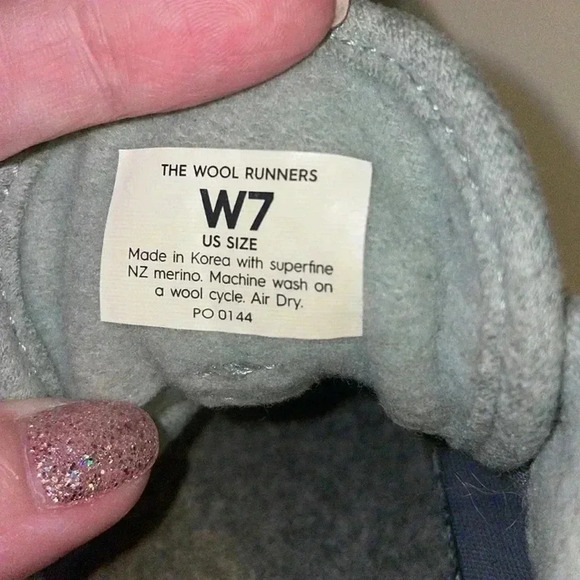 THE WOOL RUNNERS
W7
US SIZE
Made in Korea with superfine
NZ merino. Machine wash on
a wool cycle. Air Dry.
PO 0144